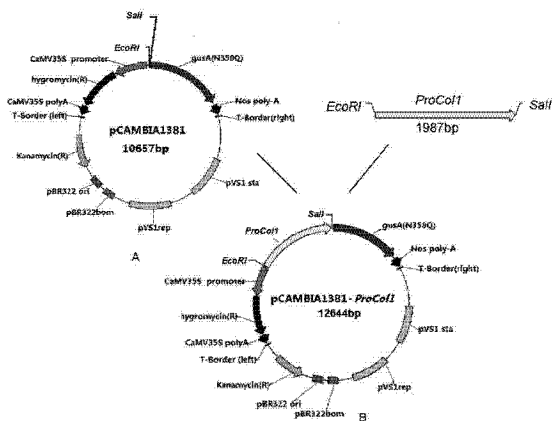 SalI
EcoRI
CaMV35S promoter
gusA(N358Q)
hygromycin(R)
CaMV35S polyA
Nos poly-A
T-Border (left)
T-Border(right)
pCAMBIA1381
10657bp
Kanamycin(R)
pVS1 sta
pBR322 ori
pBR322bom
pVS1rep
A
EcoRI
ProCol1
SalI
1987bp
SalI
ProCol1
gusA(N358Q)
EcoRI
Nos poly-A
T-Border(right)
CaMV35S promoter
pCAMBIA1381- ProCol1
12644bp
hygromycin(R)
pVS1 sta
CaMV35S polyA
T-Border (left)
Kanamycin(R)
pVS1rep
pBR322 ori
pBR322bom
B